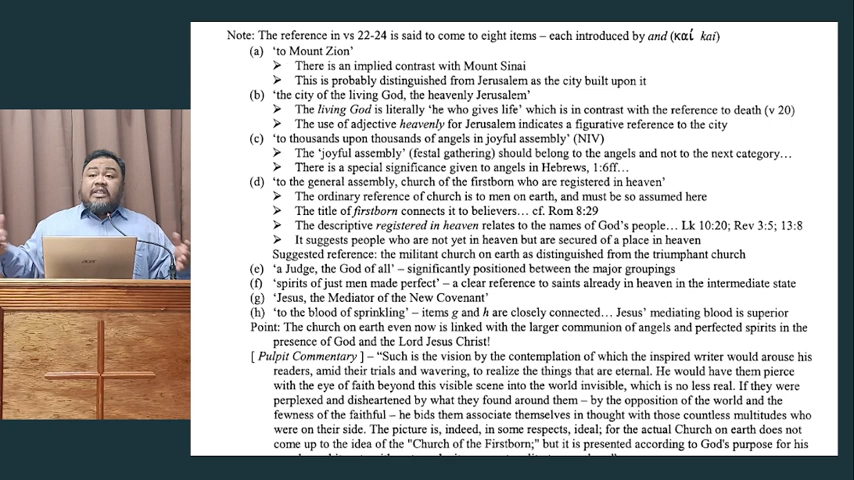 Note: The reference in vs 22-24 is said to come to eight items – each introduced by and (καί kai)
(a) ‘to Mount Zion’
➢ There is an implied contrast with Mount Sinai
➢ This is probably distinguished from Jerusalem as the city built upon it
(b) ‘the city of the living God, the heavenly Jerusalem’
➢ The living God is literally ‘he who gives life’ which is in contrast with the reference to death (v 20)
➢ The use of adjective heavenly for Jerusalem indicates a figurative reference to the city
(c) ‘to thousands upon thousands of angels in joyful assembly’ (NIV)
➢ The ‘joyful assembly’ (festal gathering) should belong to the angels and not to the next category…
➢ There is a special significance given to angels in Hebrews, 1:6ff…
(d) ‘to the general assembly, church of the firstborn who are registered in heaven’
➢ The ordinary reference of church is to men on earth, and must be so assumed here
➢ The title of firstborn connects it to believers… cf. Rom 8:29
➢ The descriptive registered in heaven relates to the names of God’s people… Lk 10:20; Rev 3:5; 13:8
➢ It suggests people who are not yet in heaven but are secured of a place in heaven
Suggested reference: the militant church on earth as distinguished from the triumphant church
(e) ‘a Judge, the God of all’ – significantly positioned between the major groupings
(f) ‘spirits of just men made perfect’ – a clear reference to saints already in heaven in the intermediate state
(g) ‘Jesus, the Mediator of the New Covenant’
(h) ‘to the blood of sprinkling’ – items g and h are closely connected… Jesus’ mediating blood is superior
Point: The church on earth even now is linked with the larger communion of angels and perfected spirits in the
presence of God and the Lord Jesus Christ!
[ Pulpit Commentary ] – “Such is the vision by the contemplation of which the inspired writer would arouse his
readers, amid their trials and wavering, to realize the things that are eternal. He would have them pierce
with the eye of faith beyond this visible scene into the world invisible, which is no less real. If they were
perplexed and disheartened by what they found around them – by the opposition of the world and the
fewness of the faithful – he bids them associate themselves in thought with those countless multitudes who
were on their side. The picture is, indeed, in some respects, ideal; for the actual Church on earth does not
come up to the idea of the "Church of the Firstborn;" but it is presented according to God's purpose for his
acer